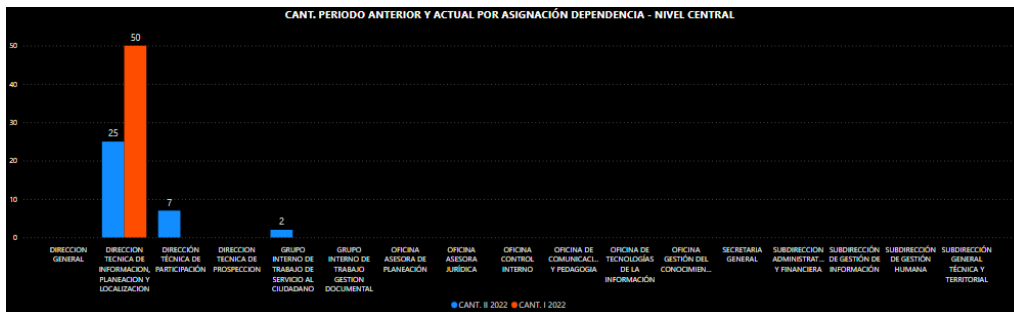 CANT. PERIODO ANTERIOR Y ACTUAL POR ASIGNACIÓN DEPENDENCIA - NIVEL CENTRAL
50
40
30
20
10
0
25
50
7
2
DIRECCION
GENERAL
DIRECCION
TECNICA DE
INFORMACION,
PLANEACION Y
LOCALIZACION
DIRECCIÓN
TÉCNICA DE
PARTICIPACIÓN
DIRECCION
TECNICA DE
PROSPECCION
GRUPO
INTERNO DE
TRABAJO DE
SERVICIO AL
CIUDADANO
GRUPO
INTERNO DE
TRABAJO
GESTION
DOCUMENTAL
OFICINA
ASESORA DE
PLANEACIÓN
OFICINA
ASESORA
JURÍDICA
OFICINA
CONTROL
INTERNO
OFICINA DE
COMUNICACI...
Y PEDAGOGIA
OFICINA DE
TECNOLOGÍAS
DE LA
INFORMACIÓN
OFICINA
GESTIÓN DEL
CONOCIMIEN...
SECRETARIA
GENERAL
SUBDIRECCION
ADMINISTRAT...
Y FINANCIERA
SUBDIRECCIÓN
DE GESTIÓN DE
INFORMACIÓN
SUBDIRECCIÓN
DE GESTIÓN
HUMANA
SUBDIRECCIÓN
GENERAL
TÉCNICA Y
TERRITORIAL
CANT. II 2022 CANT. I 2022